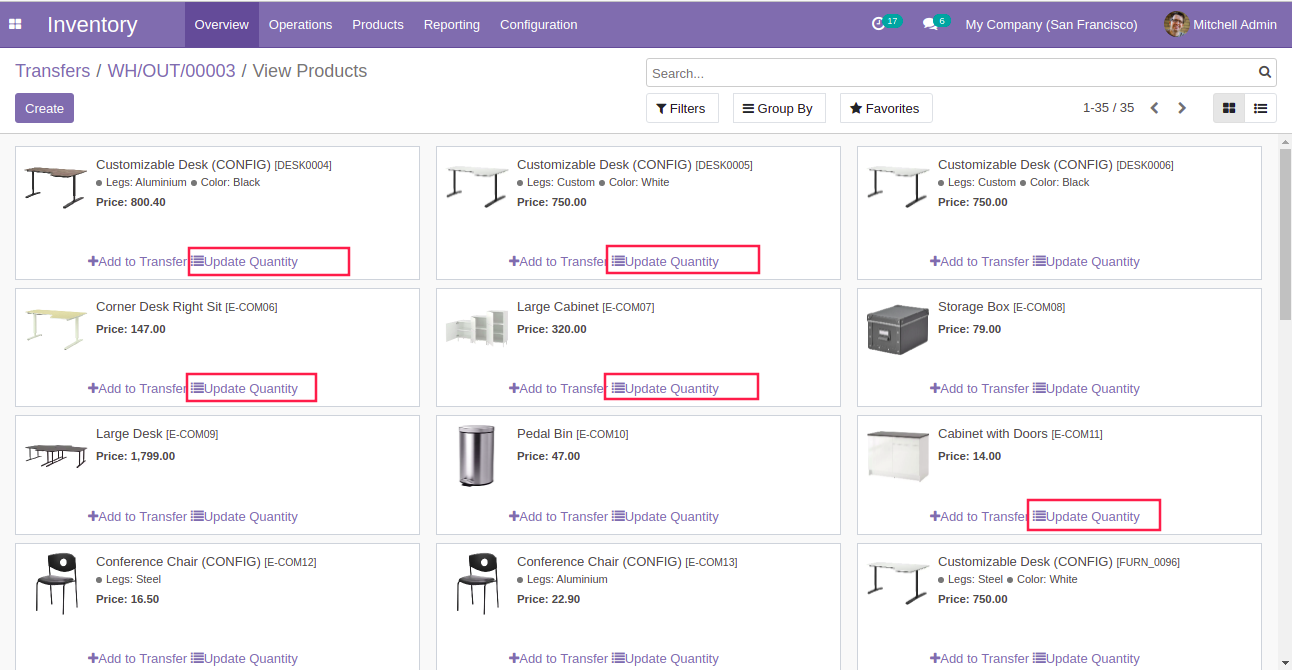 Inventory Overview Operations Products Reporting Configuration 17 6 My Company (San Francisco) Mitchell Admin
Transfers / WH/OUT/00003 / View Products
Search...
Create
Filters Group By Favorites 1-35 / 35
Customizable Desk (CONFIG) [DESK0004]
Legs: Aluminium Color: Black
Price: 800.40
Add to Transfer Update Quantity
Customizable Desk (CONFIG) [DESK0005]
Legs: Custom Color: White
Price: 750.00
Add to Transfer Update Quantity
Customizable Desk (CONFIG) [DESK0006]
Legs: Custom Color: Black
Price: 750.00
Add to Transfer Update Quantity
Corner Desk Right Sit [E-COM06]
Price: 147.00
Add to Transfer Update Quantity
Large Cabinet [E-COM07]
Price: 320.00
Add to Transfer Update Quantity
Storage Box [E-COM08]
Price: 79.00
Add to Transfer Update Quantity
Large Desk [E-COM09]
Price: 1,799.00
Add to Transfer Update Quantity
Pedal Bin [E-COM10]
Price: 47.00
Add to Transfer Update Quantity
Cabinet with Doors [E-COM11]
Price: 14.00
Add to Transfer Update Quantity
Conference Chair (CONFIG) [E-COM12]
Legs: Steel
Price: 16.50
Add to Transfer Update Quantity
Conference Chair (CONFIG) [E-COM13]
Legs: Aluminium
Price: 22.90
Add to Transfer Update Quantity
Customizable Desk (CONFIG) [FURN_0096]
Legs: Steel Color: White
Price: 750.00
Add to Transfer Update Quantity